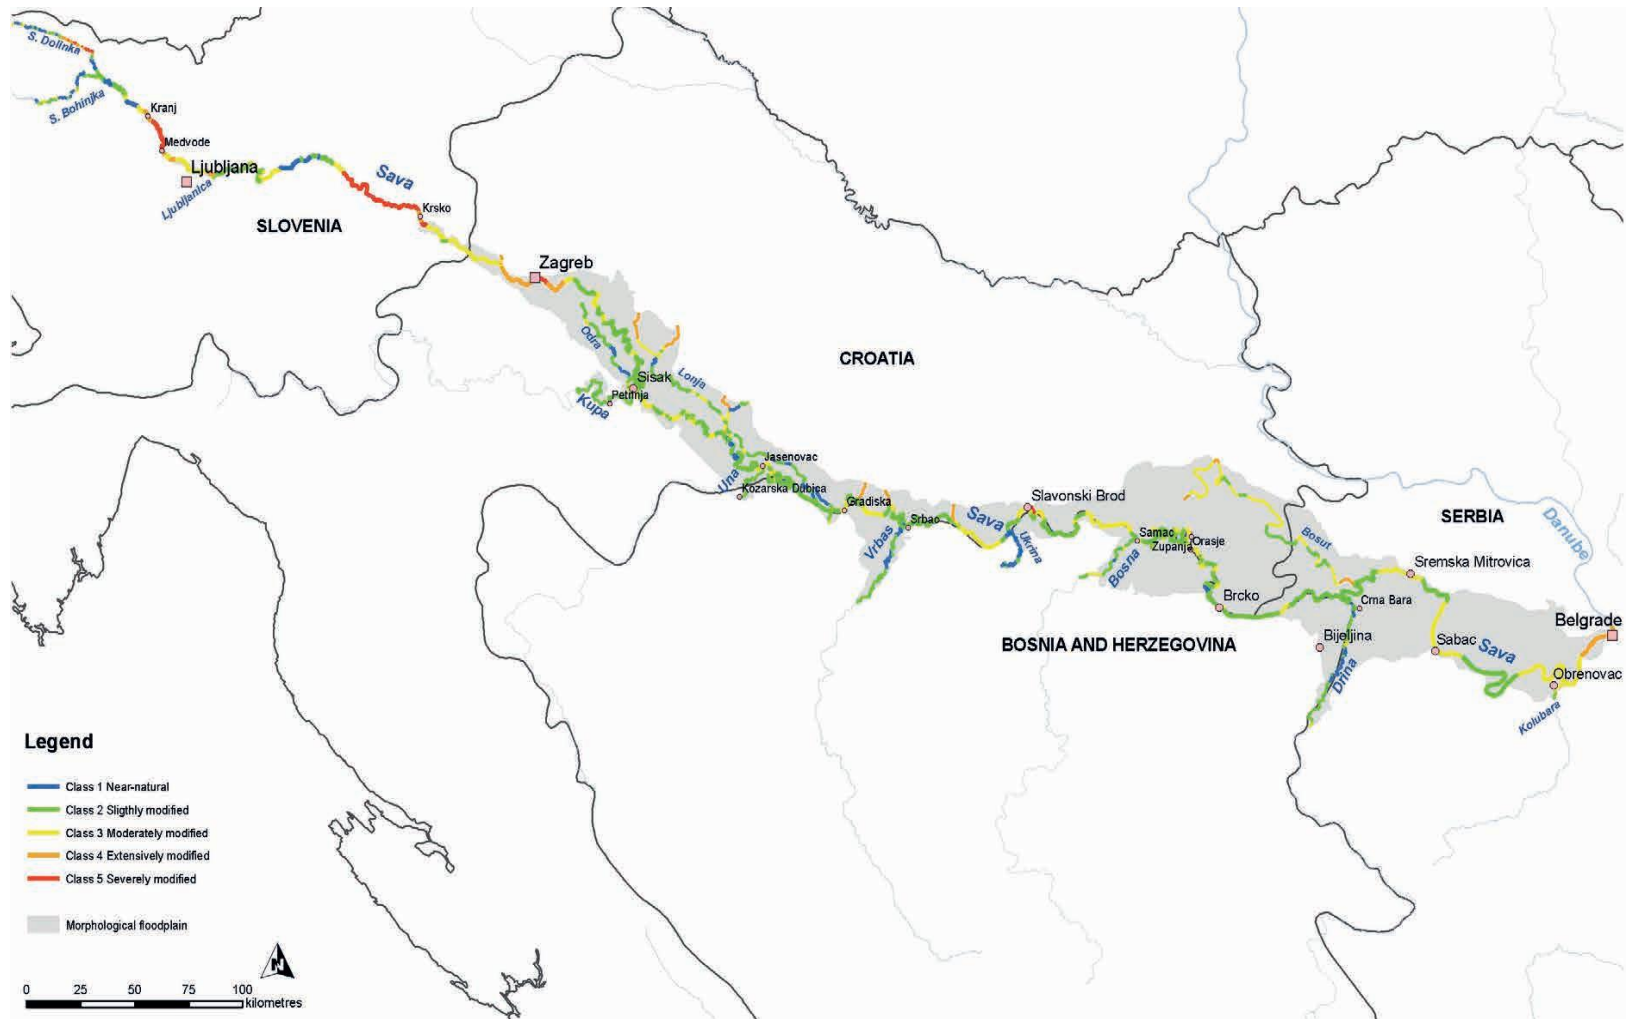 S. Dolinka
S. Bohinjka
Kranj
Medvode
Ljubljana
Ljubljanica
Sava
Krsko
SLOVENIA
Zagreb
Odra
Sisak
Lonja
Petrinja
Kupa
CROATIA
Jasenovac
Una
Kozarska Dubica
Gradiska
Srbac
Vrbas
Sava
Slavonski Brod
Ukrina
Samac
Zupanja
Orasje
Bosna
Brcko
SERBIA
Danube
Bosut
Sremska Mitrovica
Crna Bara
BOSNIA AND HERZEGOVINA
Bijeljina
Drina
Sabac
Sava
Belgrade
Obrenovac
Kolubara
Legend
Class 1 Near-natural
Class 2 Sligthly modified
Class 3 Moderately modified
Class 4 Extensively modified
Class 5 Severely modified
Morphological floodplain
N
0 25 50 75 100
kilometres